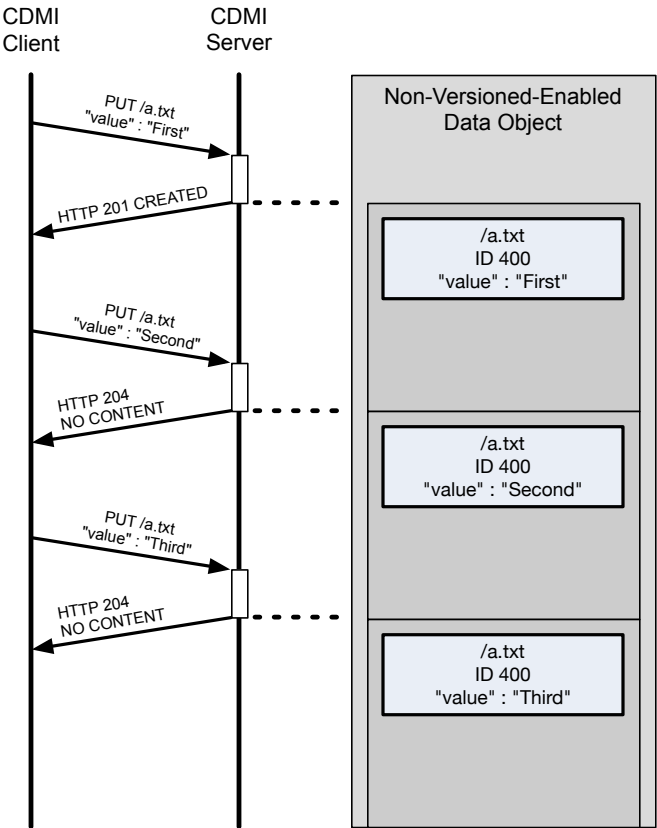 CDMI
Client
CDMI
Server
Non-Versioned-Enabled
Data Object
PUT /a.txt
"value" : "First"
HTTP 201 CREATED
/a.txt
ID 400
"value" : "First"
PUT /a.txt
"value" : "Second"
HTTP 204
NO CONTENT
/a.txt
ID 400
"value" : "Second"
PUT /a.txt
"value" : "Third"
HTTP 204
NO CONTENT
/a.txt
ID 400
"value" : "Third"